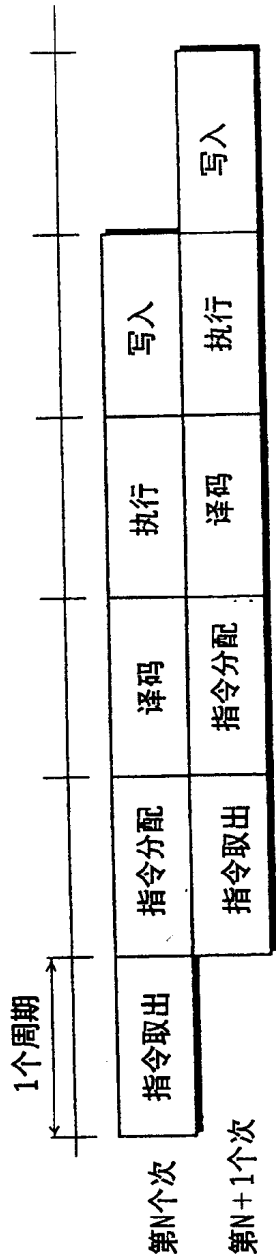 1个周期
第N个次 指令取出 指令分配 译码 执行 写入
第N+1个次 指令取出 指令分配 译码 执行 写入